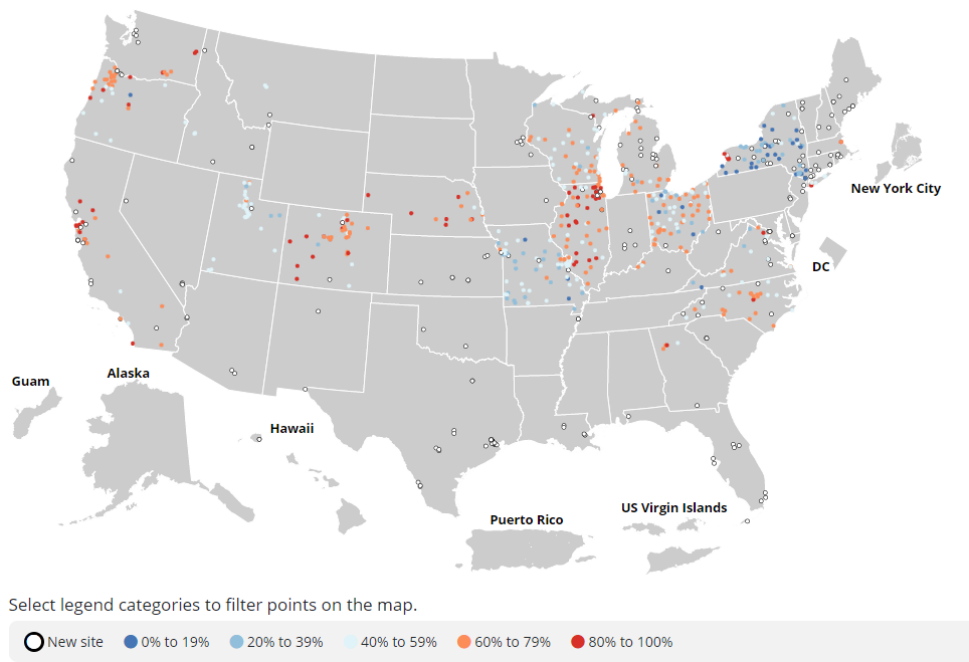 New York City
DC
Guam
Alaska
Hawaii
US Virgin Islands
Puerto Rico
Select legend categories to filter points on the map.
New site 0% to 19% 20% to 39% 40% to 59% 60% to 79% 80% to 100%